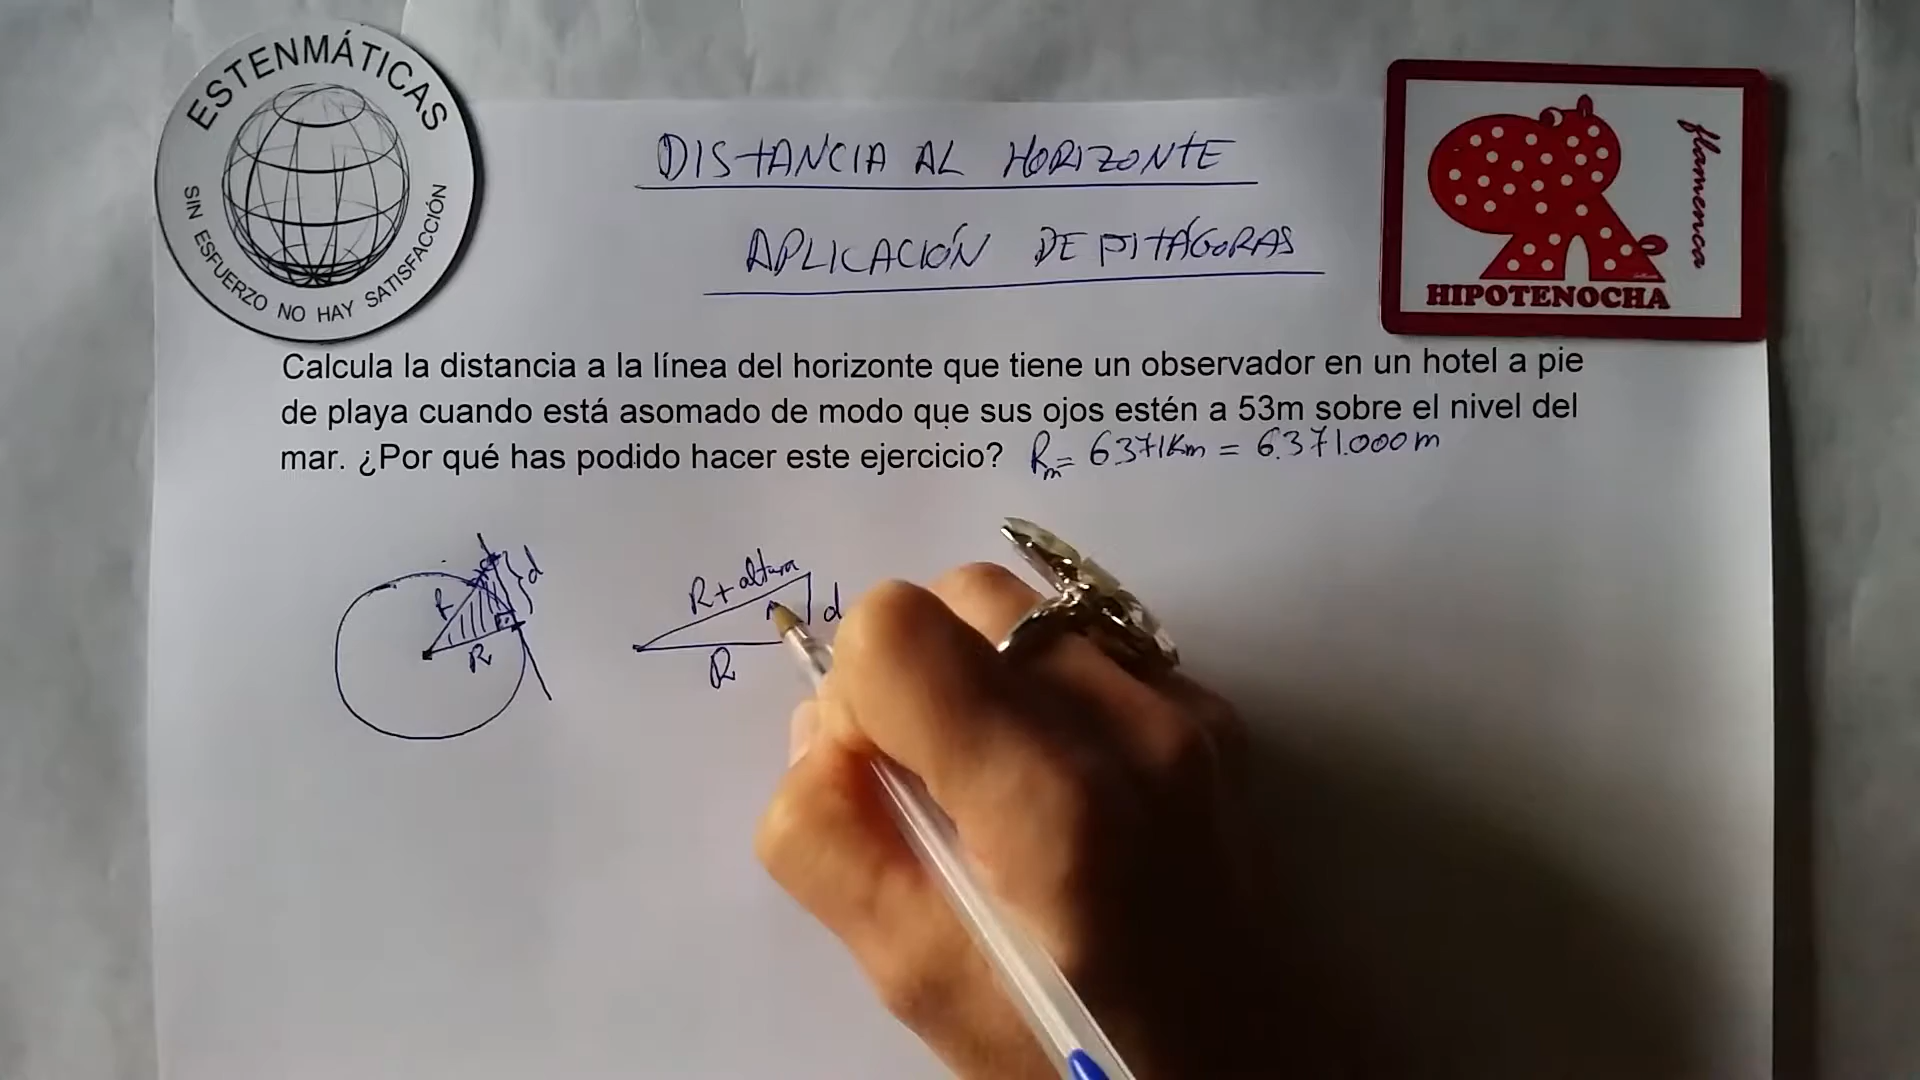 ESTENMÁTICAS
SIN ESFUERZO NO HAY SATISFACCIÓN
DISTANCIA AL HORIZONTE
APLICACIÓN DE PITÁGORAS
flamenca
HIPOTENOCHA
Calcula la distancia a la línea del horizonte que tiene un observador en un hotel a pie
de playa cuando está asomado de modo que sus ojos estén a 53m sobre el nivel del
mar. ¿Por qué has podido hacer este ejercicio? Rm = 6371Km = 6.371.000m
d
R
R
R + altura
d
R